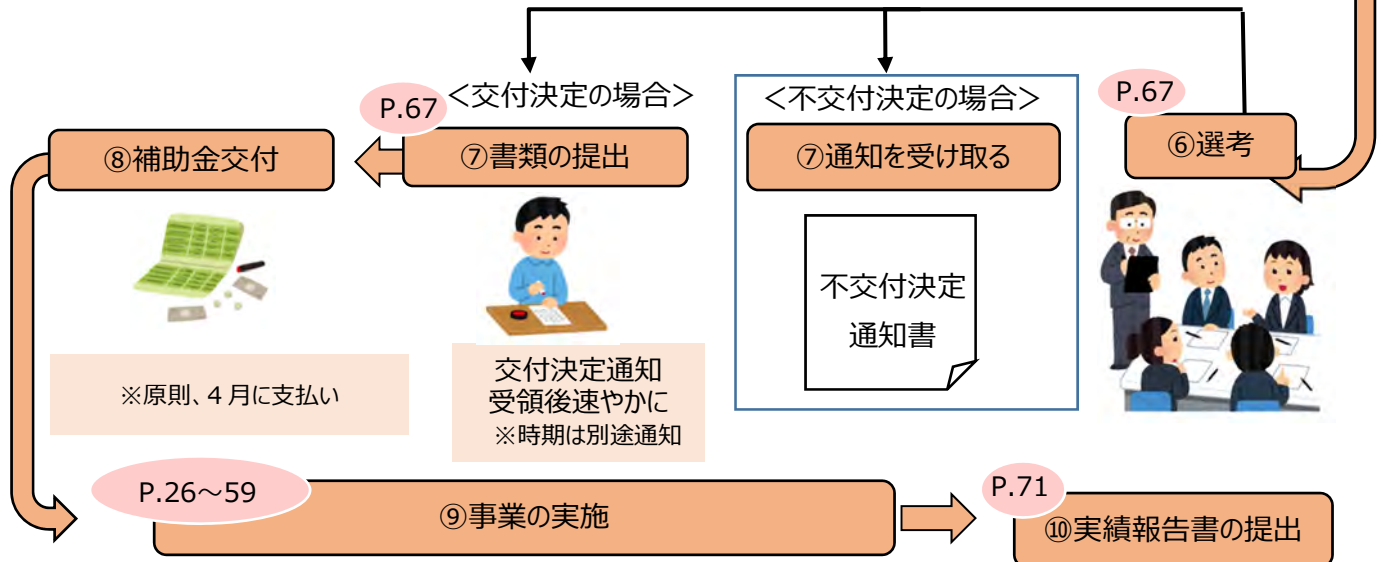 P.67
⑥選考
<不交付決定の場合>
⑦通知を受け取る
不交付決定
通知書
<交付決定の場合>
P.67
⑦書類の提出
交付決定通知
受領後速やかに
※時期は別途通知
⑧補助金交付
※原則、4月に支払い
P.26~59
⑨事業の実施
P.71
⑩実績報告書の提出